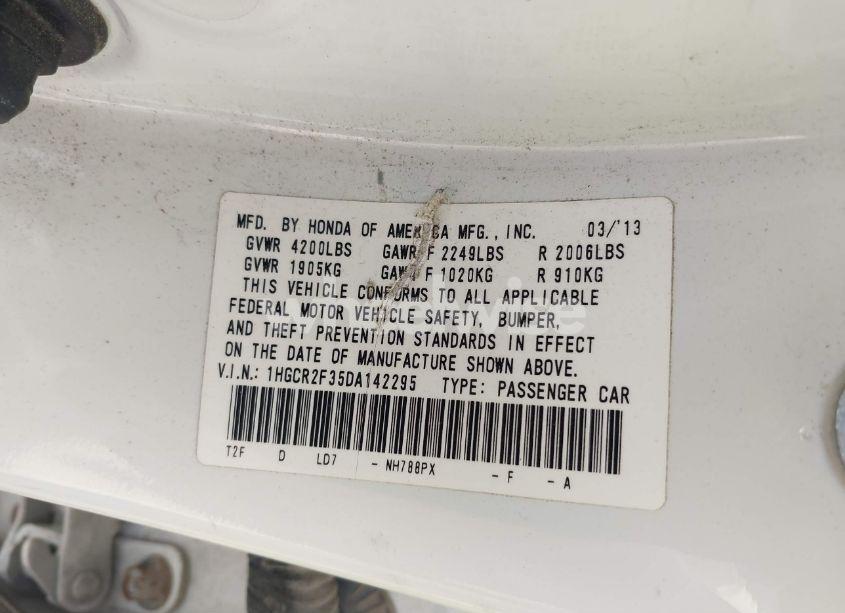 MFD. BY HONDA OF AMERICA MFG., INC. 03/'13
GVWR 4200LBS GAWR F 2249LBS R 2006LBS
GVWR 1905KG GAWR F 1020KG R 910KG
THIS VEHICLE CONFORMS TO ALL APPLICABLE
FEDERAL MOTOR VEHICLE SAFETY, BUMPER,
AND THEFT PREVENTION STANDARDS IN EFFECT
ON THE DATE OF MANUFACTURE SHOWN ABOVE.
V.I.N.: 1HGCR2F35DA142295 TYPE: PASSENGER CAR
T2F D LD7 - NH788PX - F - A